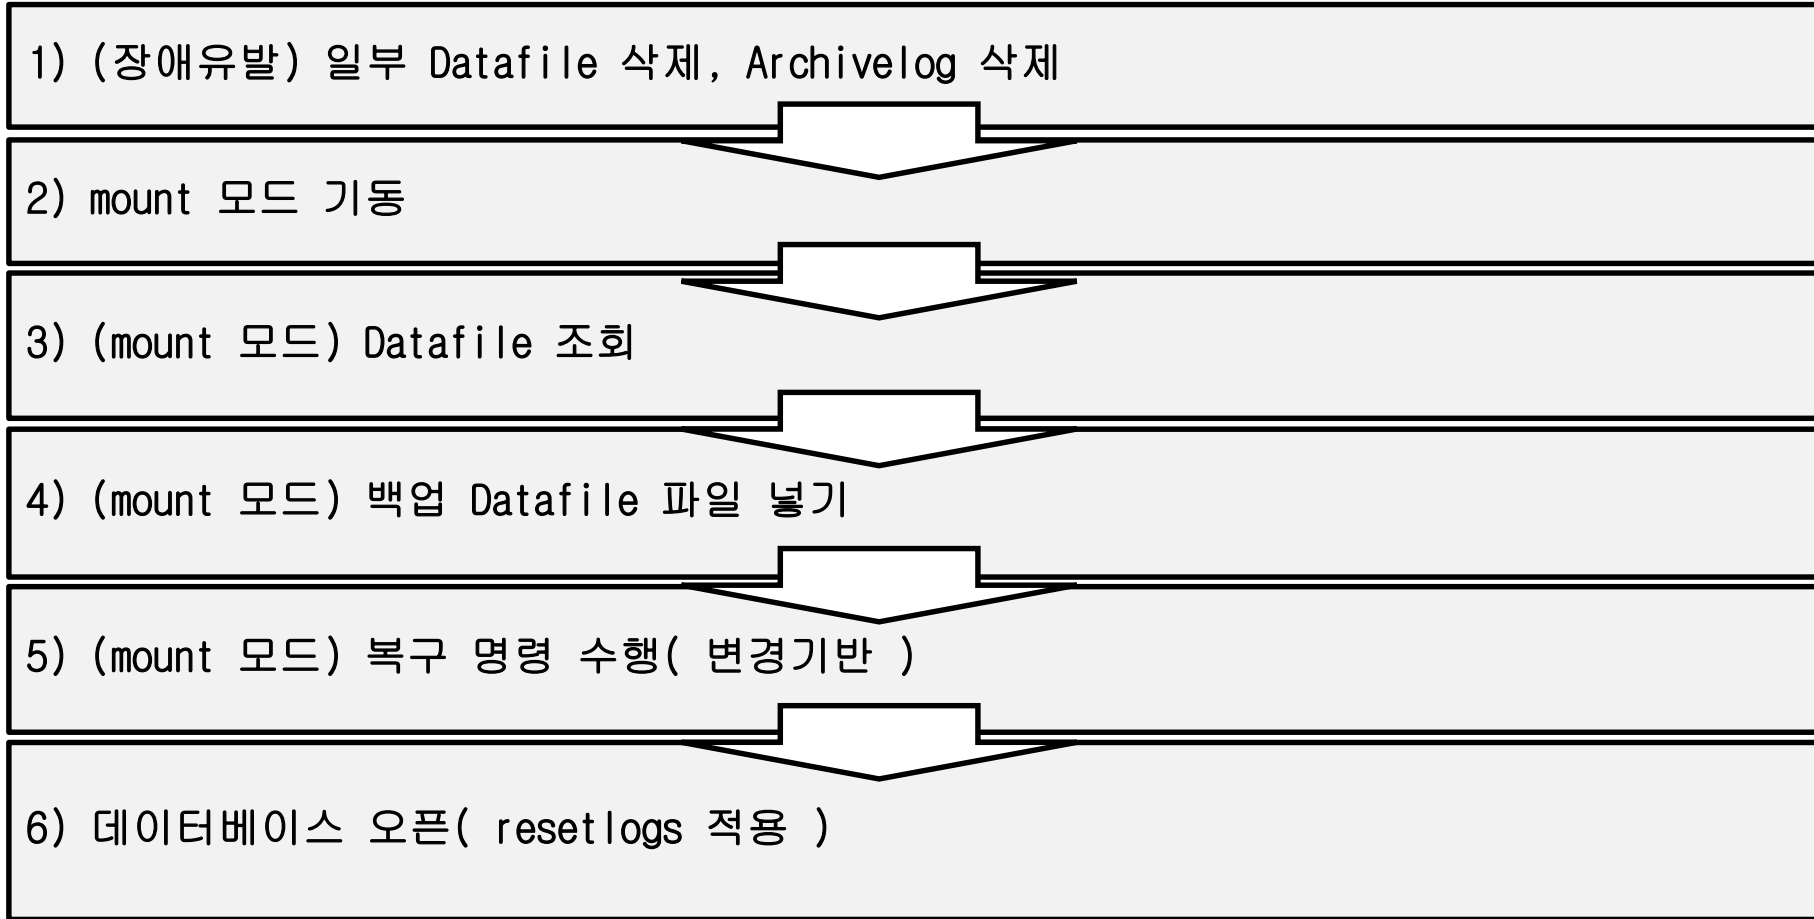 1) (장애유발) 일부 Datafile 삭제, Archivelog 삭제
2) mount 모드 기동
3) (mount 모드) Datafile 조회
4) (mount 모드) 백업 Datafile 파일 넣기
5) (mount 모드) 복구 명령 수행( 변경기반 )
6) 데이터베이스 오픈( resetlogs 적용 )